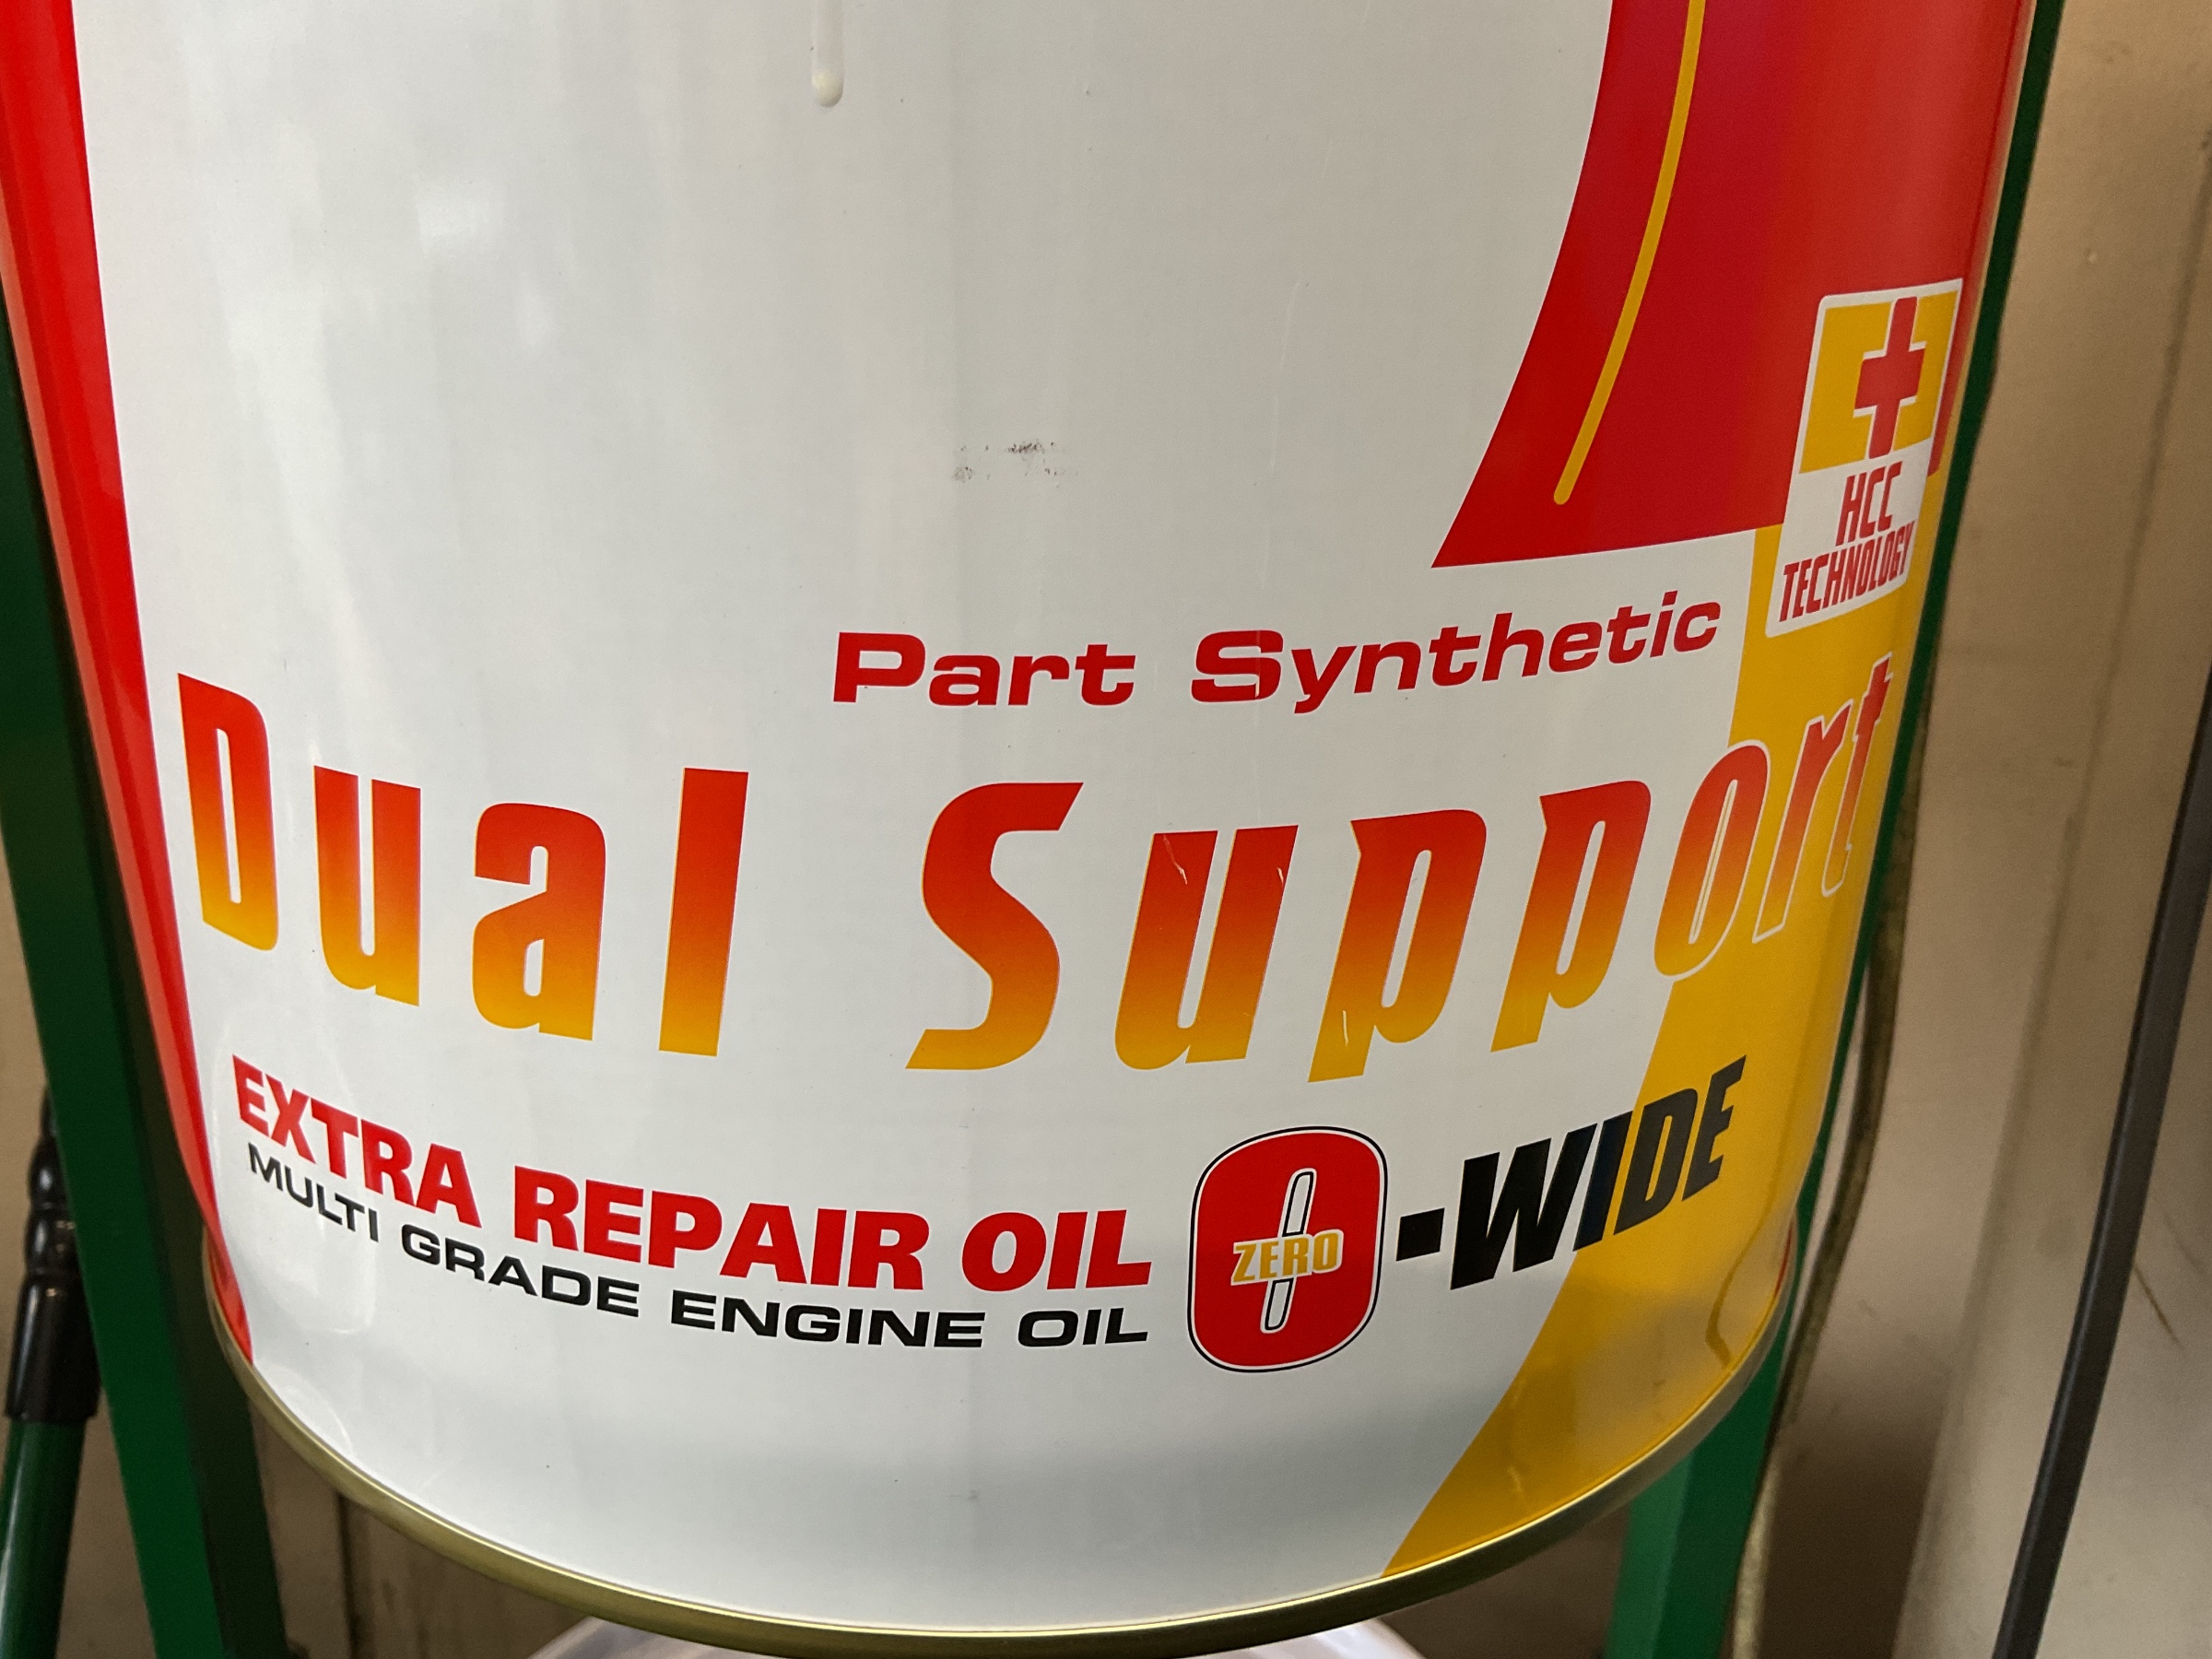 HCC
TECHNOLOGY
Part Synthetic
Dual Support
EXTRA REPAIR OIL
MULTI GRADE ENGINE OIL
0-WIDE
ZERO